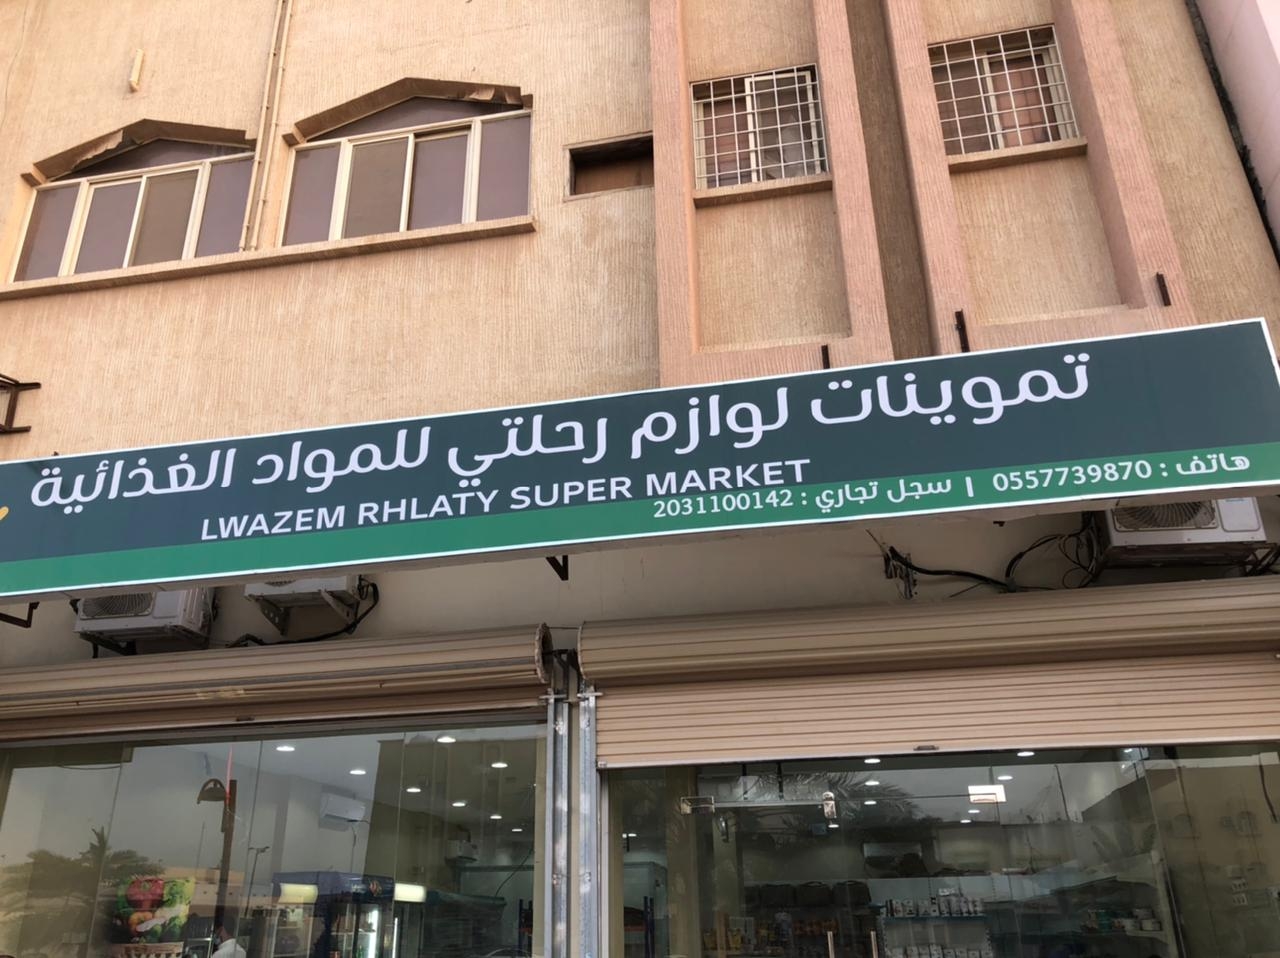 تموينات لوازم رحلتي للمواد الغذائية
LWAZEM RHLATY SUPER MARKET
هاتف : 0557739870 | سجل تجاري : 2031100142